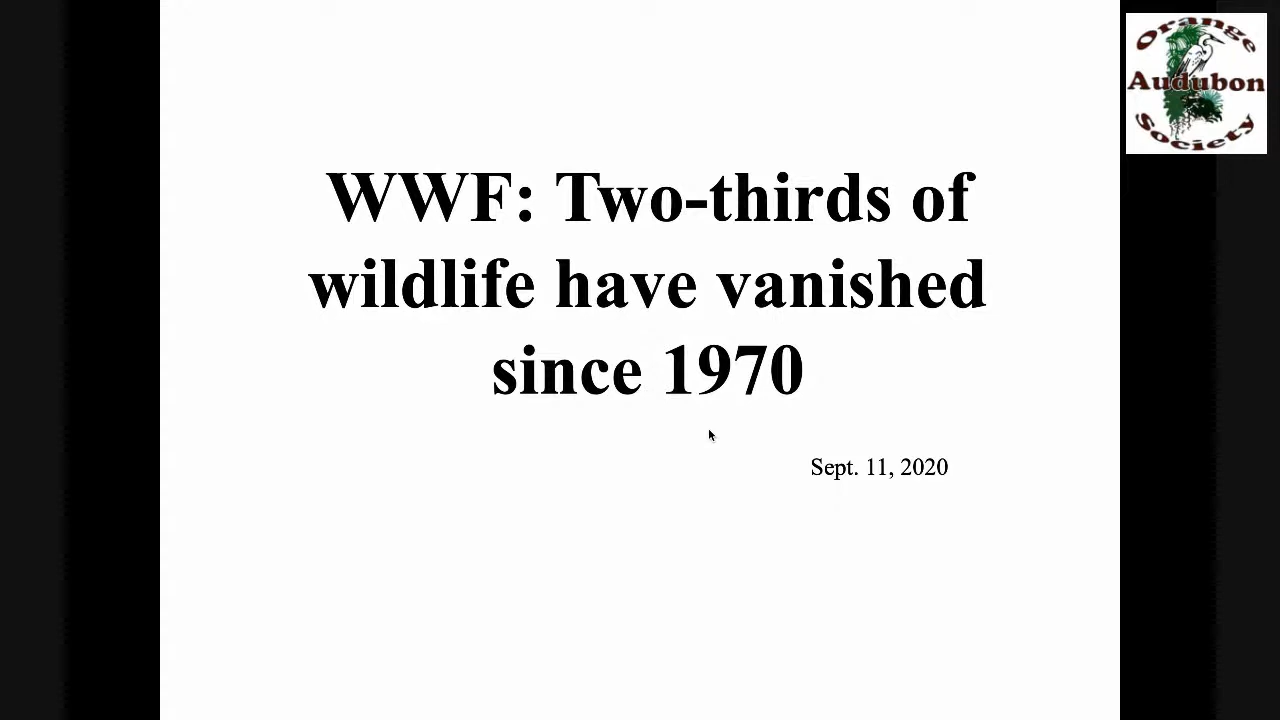 Orange
Audubon
Society
WWF: Two-thirds of
wildlife have vanished
since 1970
Sept. 11, 2020